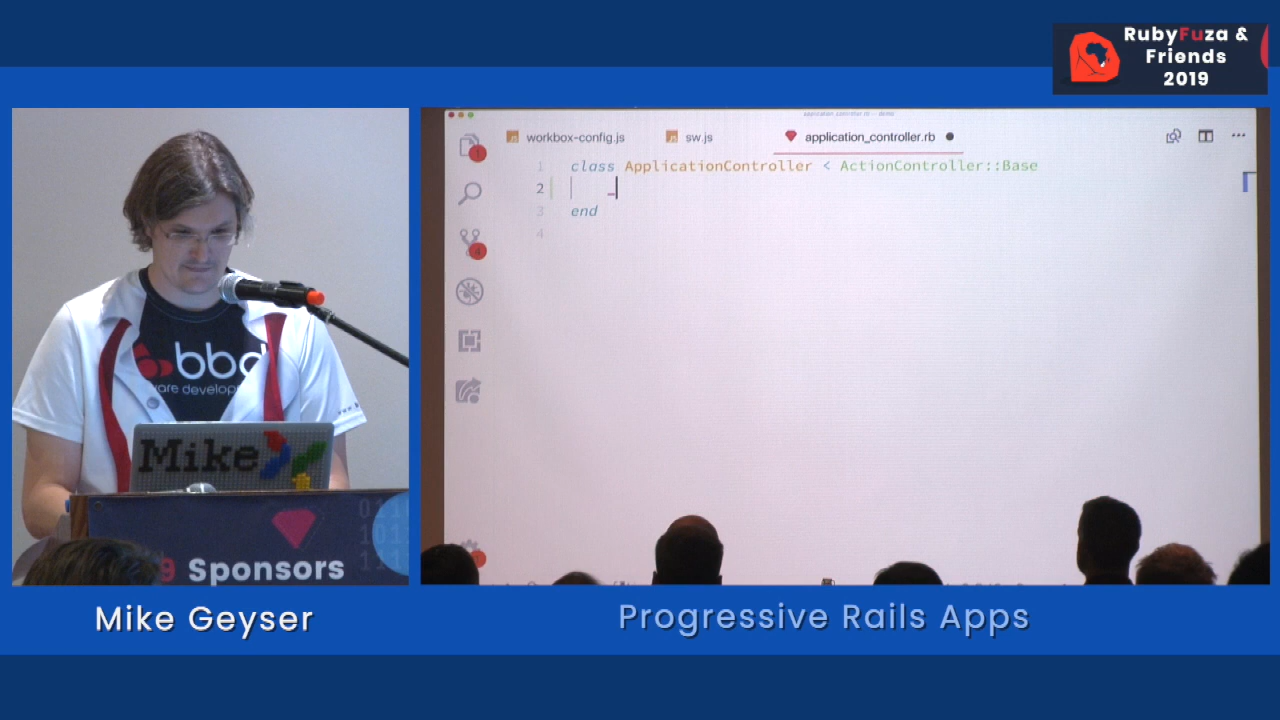 RubyFuza &
Friends
2019
workbox-config.js
sw.js
application_controller.rb
1 class ApplicationController < ActionController::Base
2 _
3 end
4
bbd
Mike
9 Sponsors
Mike Geyser
Progressive Rails Apps